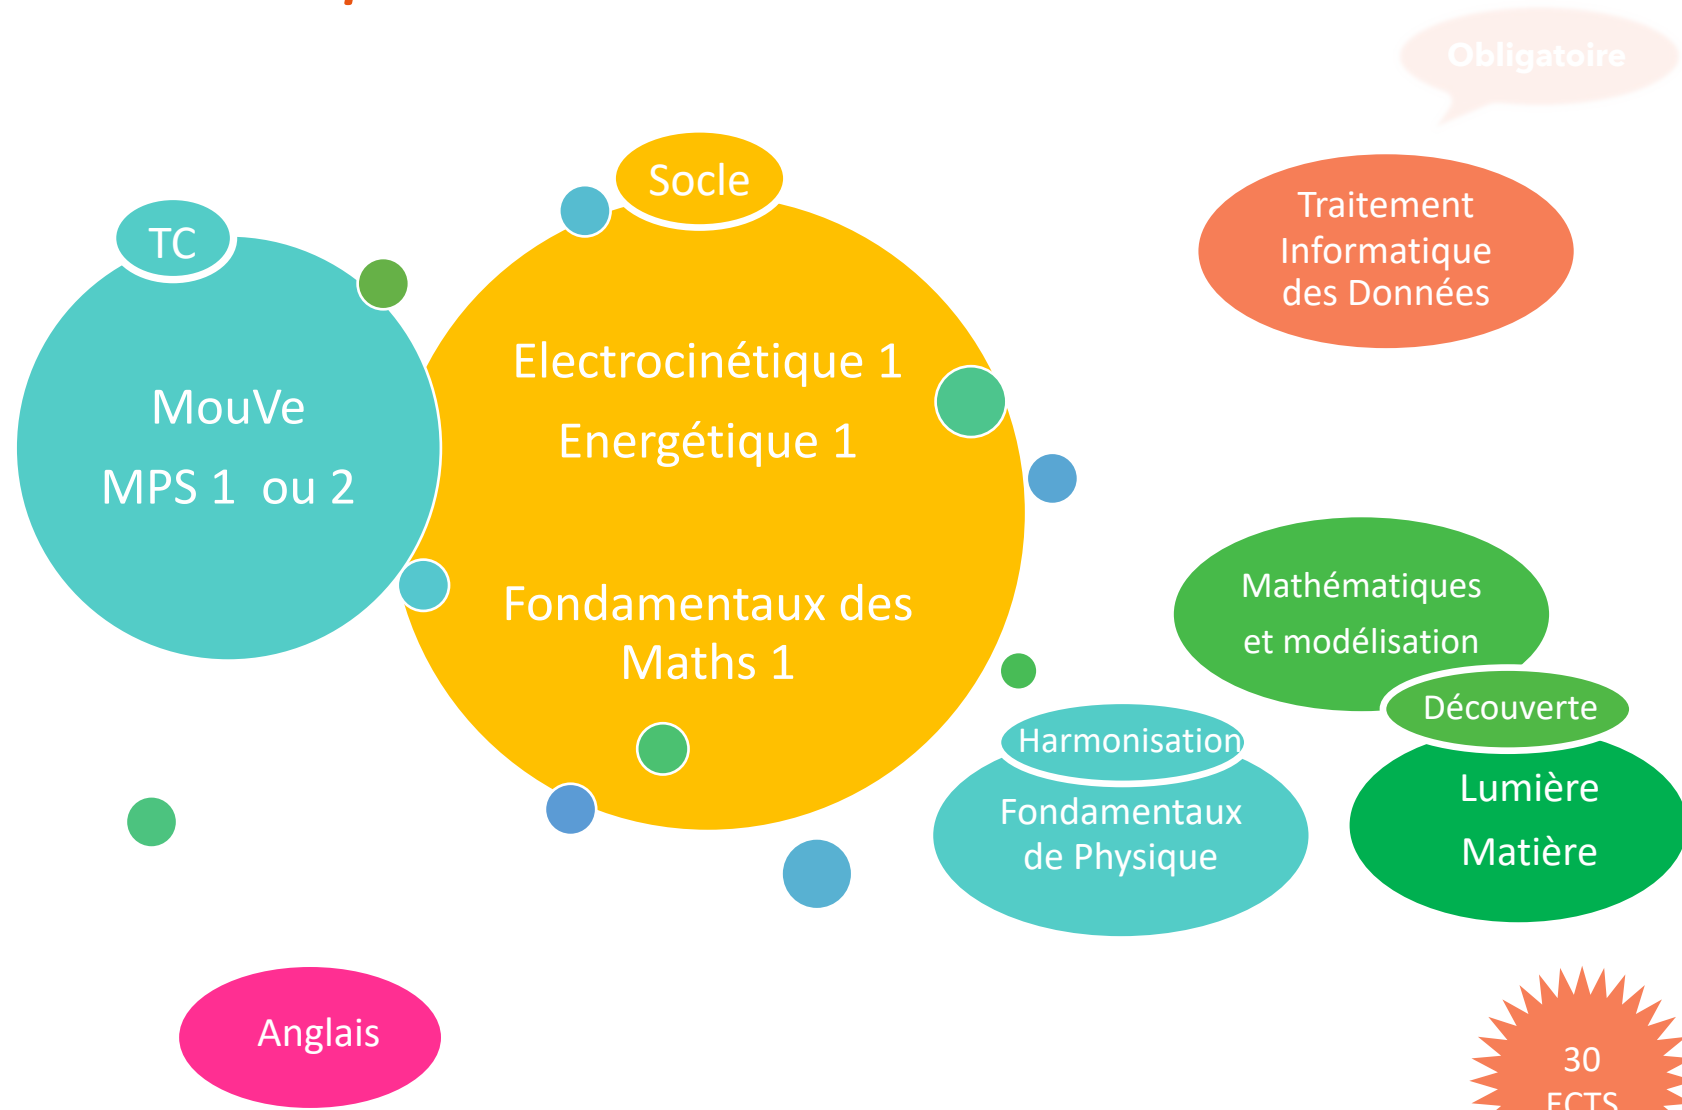 Obligatoire
Socle
TC
Traitement
Informatique
des Données
Electrocinétique 1
Energétique 1
MouVe
MPS 1 ou 2
Fondamentaux des
Maths 1
Mathématiques
et modélisation
Découverte
Harmonisation
Lumière
Matière
Fondamentaux
de Physique
Anglais
30
ECTS